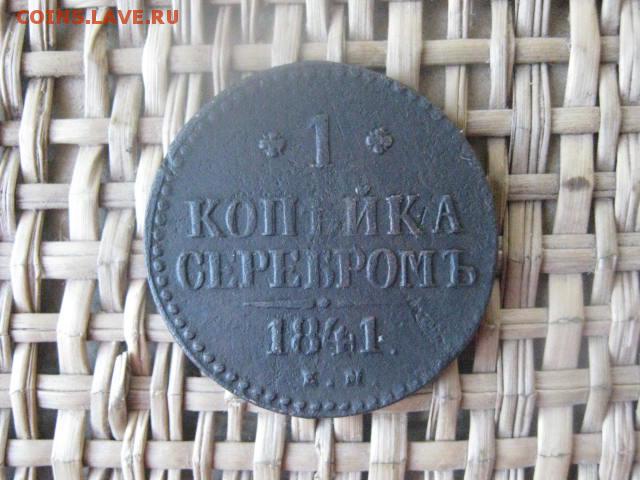 COINS.LAVE.RU
1
КОПѢЙКА
СЕРЕБРОМЪ
1841.
Е.М